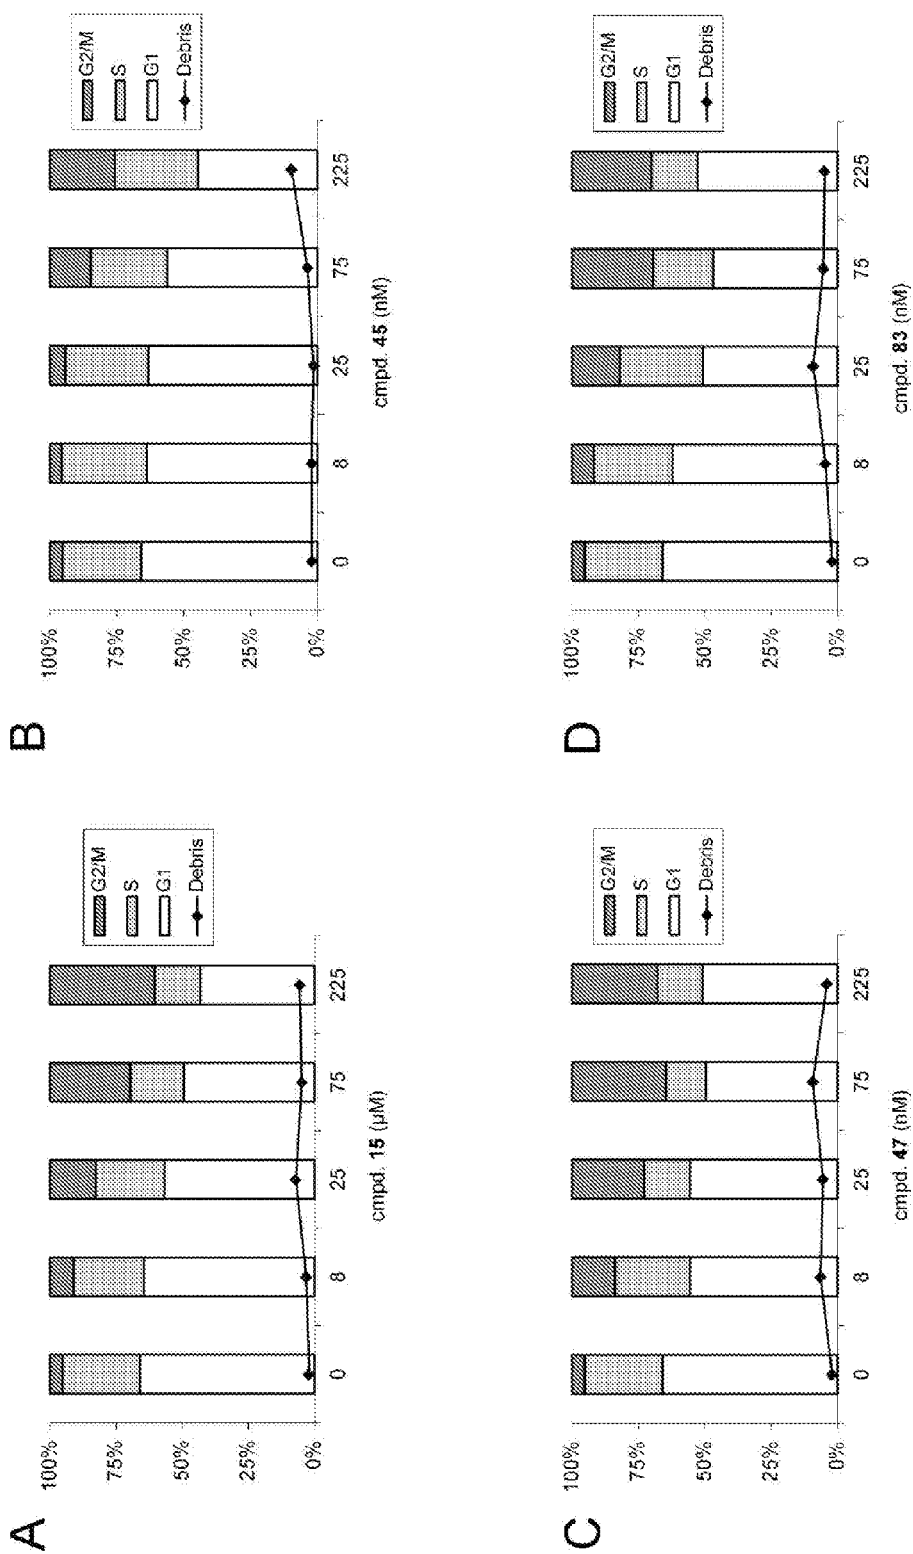 A
100%
75%
50%
25%
0%
0 8 25 75 225
cmpd. 15 (µM)
G2/M
S
G1
Debris
B
100%
75%
50%
25%
0%
0 8 25 75 225
cmpd. 45 (nM)
G2/M
S
G1
Debris
C
100%
75%
50%
25%
0%
0 8 25 75 225
cmpd. 47 (nM)
G2/M
S
G1
Debris
D
100%
75%
50%
25%
0%
0 8 25 75 225
cmpd. 83 (nM)
G2/M
S
G1
Debris